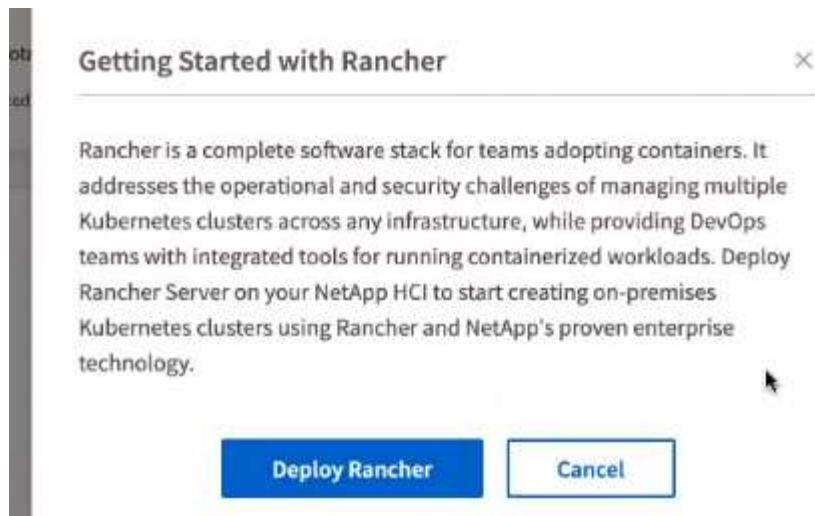 Getting Started with Rancher
Rancher is a complete software stack for teams adopting containers. It
addresses the operational and security challenges of managing multiple
Kubernetes clusters across any infrastructure, while providing DevOps
teams with integrated tools for running containerized workloads. Deploy
Rancher Server on your NetApp HCI to start creating on-premises
Kubernetes clusters using Rancher and NetApp's proven enterprise
technology.
Deploy Rancher Cancel